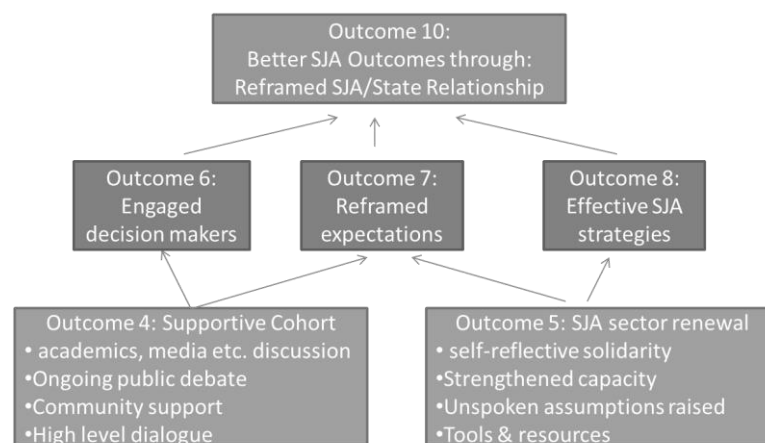 Outcome 10:
Better SJA Outcomes through:
Reframed SJA/State Relationship
Outcome 6:
Engaged
decision makers
Outcome 7:
Reframed
expectations
Outcome 8:
Effective SJA
strategies
Outcome 4: Supportive Cohort
• academics, media etc. discussion
•Ongoing public debate
•Community support
•High level dialogue
Outcome 5: SJA sector renewal
• self-reflective solidarity
•Strengthened capacity
•Unspoken assumptions raised
•Tools & resources